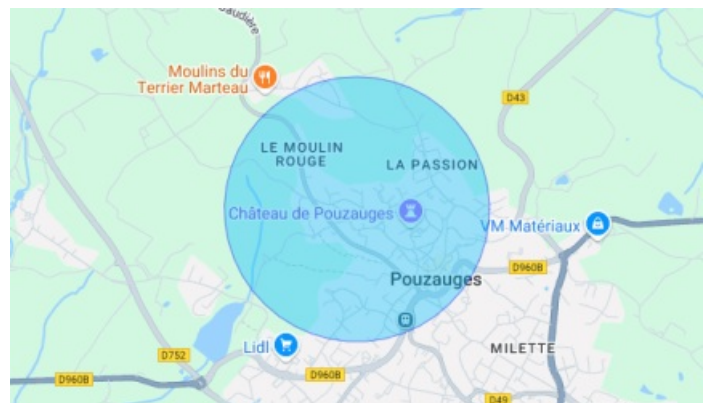 Moulins du
Terrier Marteau
D43
LE MOULIN
ROUGE
LA PASSION
Château de Pouzauges
VM Matériaux
D960B
Pouzauges
Lidl
MILETTE
D752
D960B
D960B
D49